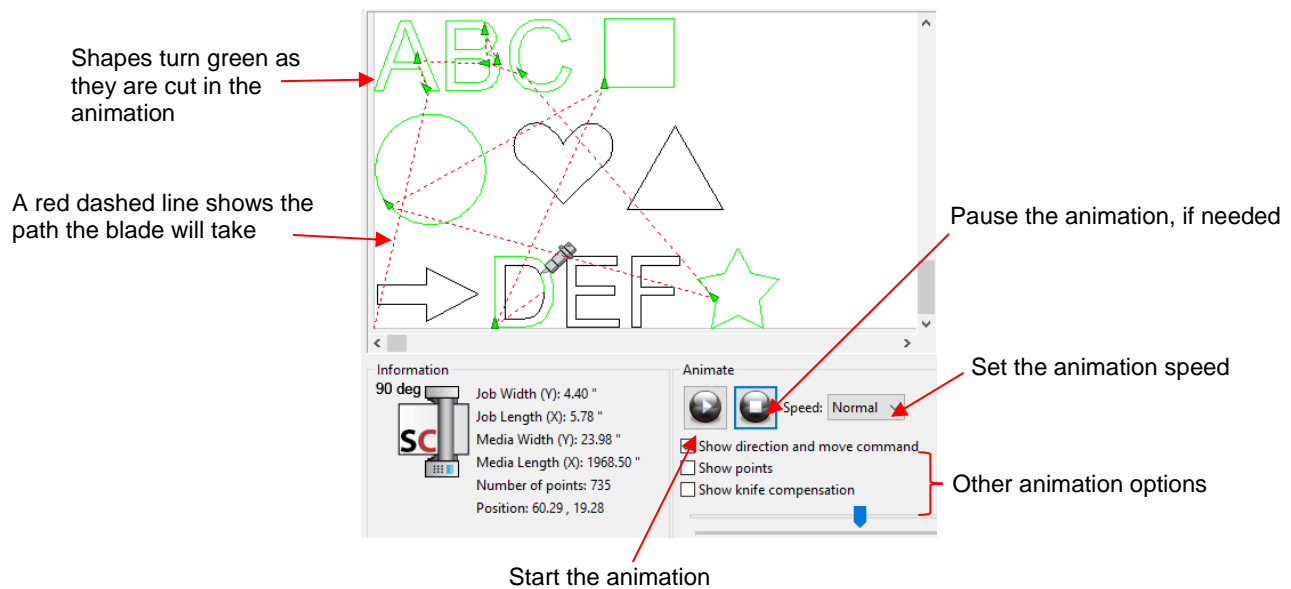 ABC
Shapes turn green as
they are cut in the
animation
A red dashed line shows the
path the blade will take
Pause the animation, if needed
DEF
Set the animation speed
Information
90 deg
SC
Job Width (Y): 4.40 "
Job Length (X): 5.78 "
Media Width (Y): 23.98 "
Media Length (X): 1968.50 "
Number of points: 735
Position: 60.29 , 19.28
Animate
Speed: Normal
Show direction and move command
Show points
Show knife compensation
Other animation options
Start the animation